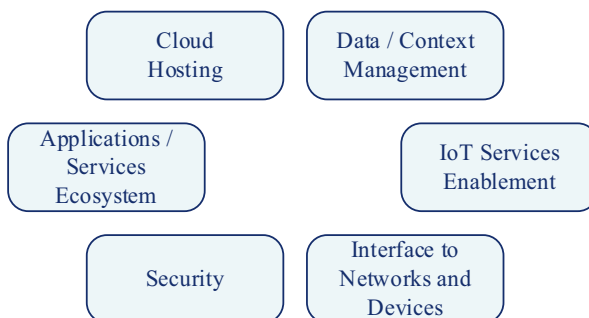 Cloud
Hosting
Data / Context
Management
Applications /
Services
Ecosystem
IoT Services
Enablement
Security
Interface to
Networks and
Devices